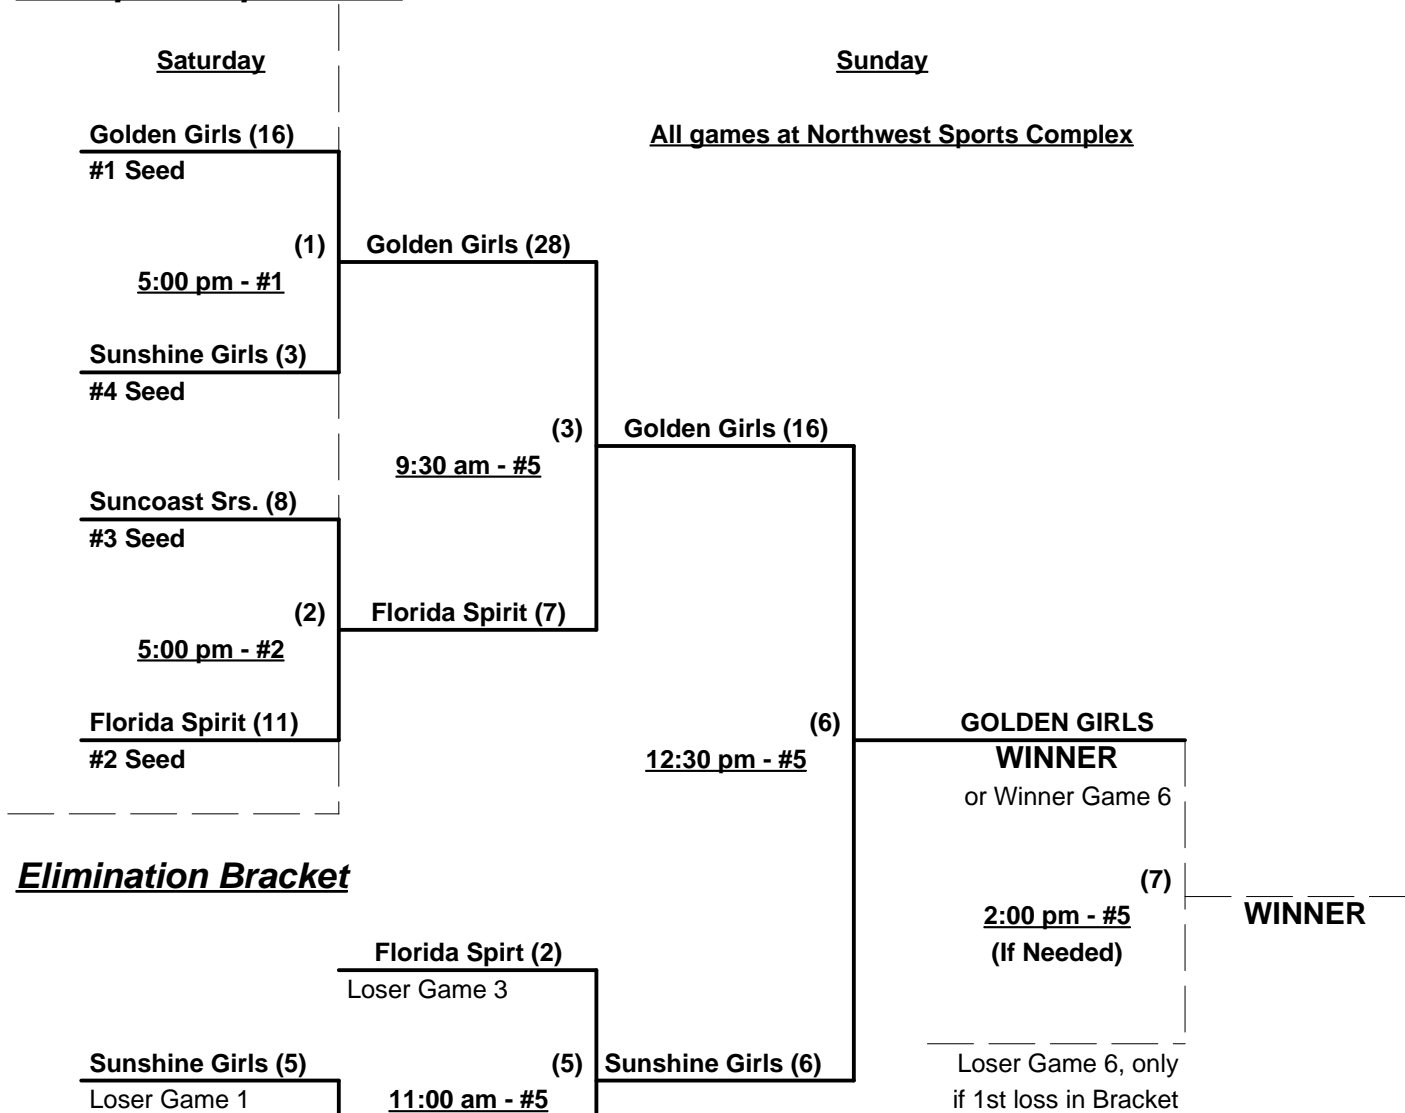 Saturday
Sunday
Golden Girls (16)
All games at Northwest Sports Complex
#1 Seed
(1)
Golden Girls (28)
5:00 pm - #1
Sunshine Girls (3)
#4 Seed
(3)
Golden Girls (16)
9:30 am - #5
Suncoast Srs. (8)
#3 Seed
(2)
Florida Spirit (7)
5:00 pm - #2
Florida Spirit (11)
(6)
GOLDEN GIRLS
#2 Seed
12:30 pm - #5
WINNER
or Winner Game 6
Elimination Bracket
(7)
2:00 pm - #5
WINNER
Florida Spirt (2)
(If Needed)
Loser Game 3
Sunshine Girls (5)
(5)
Sunshine Girls (6)
Loser Game 6, only
Loser Game 1
11:00 am - #5
if 1st loss in Bracket